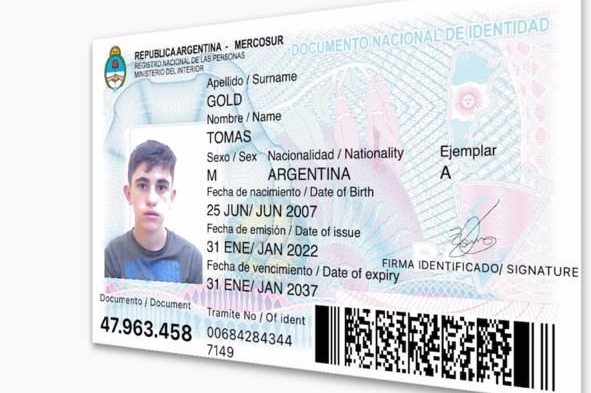 REPUBLICA ARGENTINA - MERCOSUR
REGISTRO NACIONAL DE LAS PERSONAS
MINISTERIO DEL INTERIOR
DOCUMENTO NACIONAL DE IDENTIDAD
Apellido / Surname
GOLD
Nombre / Name
TOMAS
Sexo / Sex Nacionalidad / Nationality Ejemplar
M ARGENTINA A
Fecha de nacimiento / Date of Birth
25 JUN/ JUN 2007
Fecha de emisión / Date of issue
31 ENE/ JAN 2022
FIRMA IDENTIFICADO/ SIGNATURE
Fecha de vencimiento / Date of expiry
31 ENE/ JAN 2037
Documento / Document
47.963.458
Tramite No / Of ident
00684284344
7149